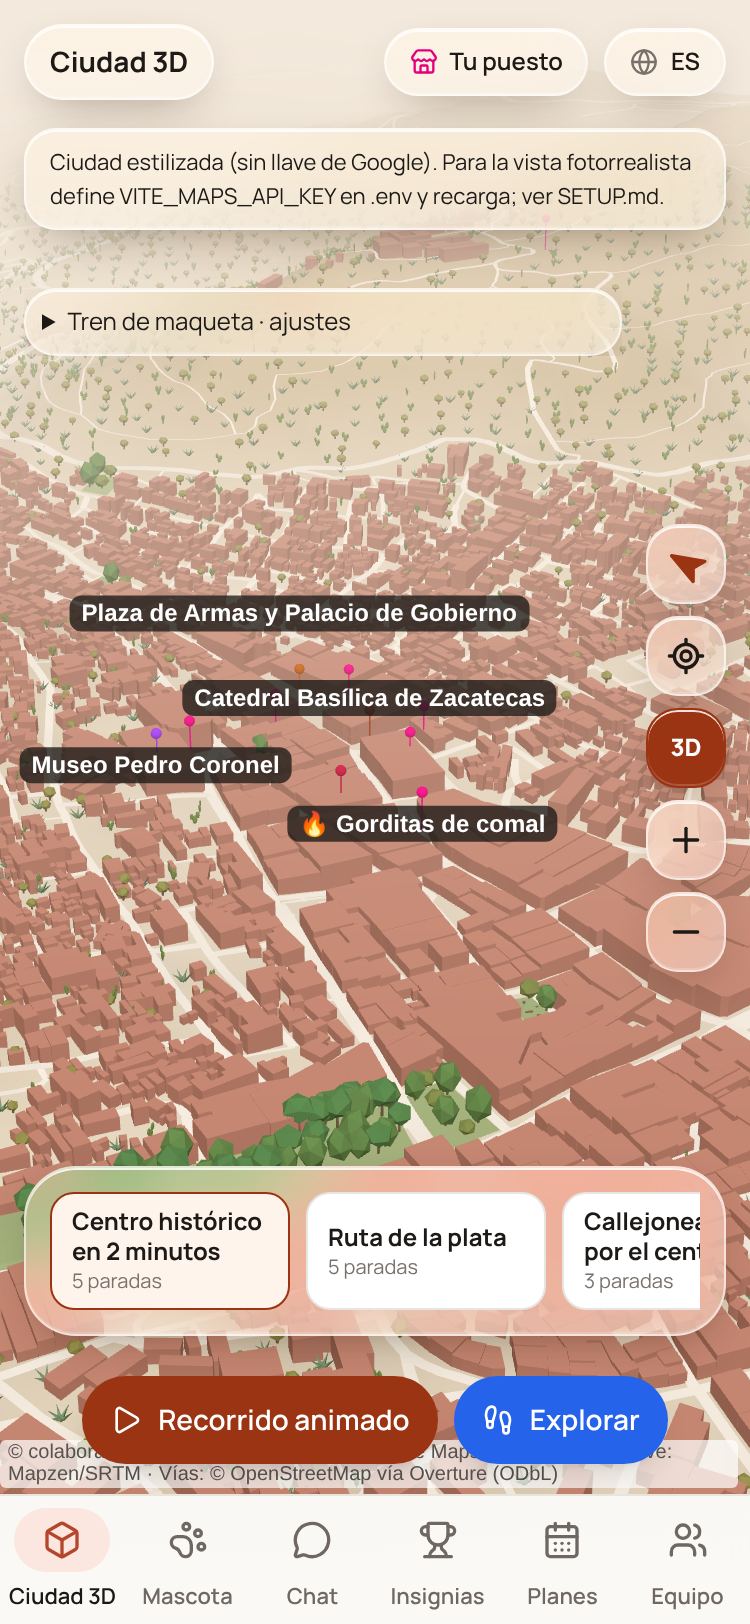 Ciudad 3D
Tu puesto
ES
Ciudad estilizada (sin llave de Google). Para la vista fotorrealista
define VITE_MAPS_API_KEY en .env y recarga; ver SETUP.md.
Tren de maqueta · ajustes
Plaza de Armas y Palacio de Gobierno
Catedral Basílica de Zacatecas
3D
Museo Pedro Coronel
🔥 Gorditas de comal
Centro histórico
en 2 minutos
5 paradas
Ruta de la plata
5 paradas
por el
3 paradas
Recorrido animado
Explorar
©
Mapzen/SRTM · Vías: © OpenStreetMap vía Overture (ODbL)
Ciudad 3D
Mascota
Chat
Insignias
Planes
Equipo